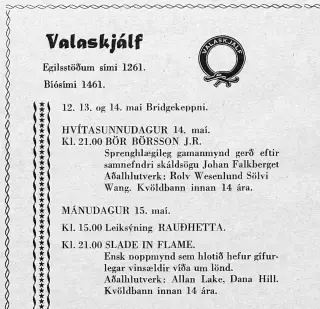 Valaskjálf
VALASKJÁLF
Egilsstöðum sími 1261.
Biósími 1461.
12. 13. og 14. maí Bridgekeppni.
HVÍTASUNNUDAGUR 14. maí.
Kl. 21.00 BÖR BÖRSSON J.R.
Sprenghlægileg gamanmynd gerð eftir
samnefndri skáldsögu Johan Falkberget
Aðalhlutverk: Rolv Wesenlund Sölvi
Wang. Kvöldbann innan 14 ára.
MÁNUDAGUR 15. maí.
Kl. 15.00 Leiksýning RAUÐHETTA.
Kl. 21.00 SLADE IN FLAME.
Ensk poppmynd sem hlotið hefur gífur-
legar vinsældir víða um lönd.
Aðalhlutverk: Allan Lake, Dana Hill.
Kvöldbann innan 14 ára.